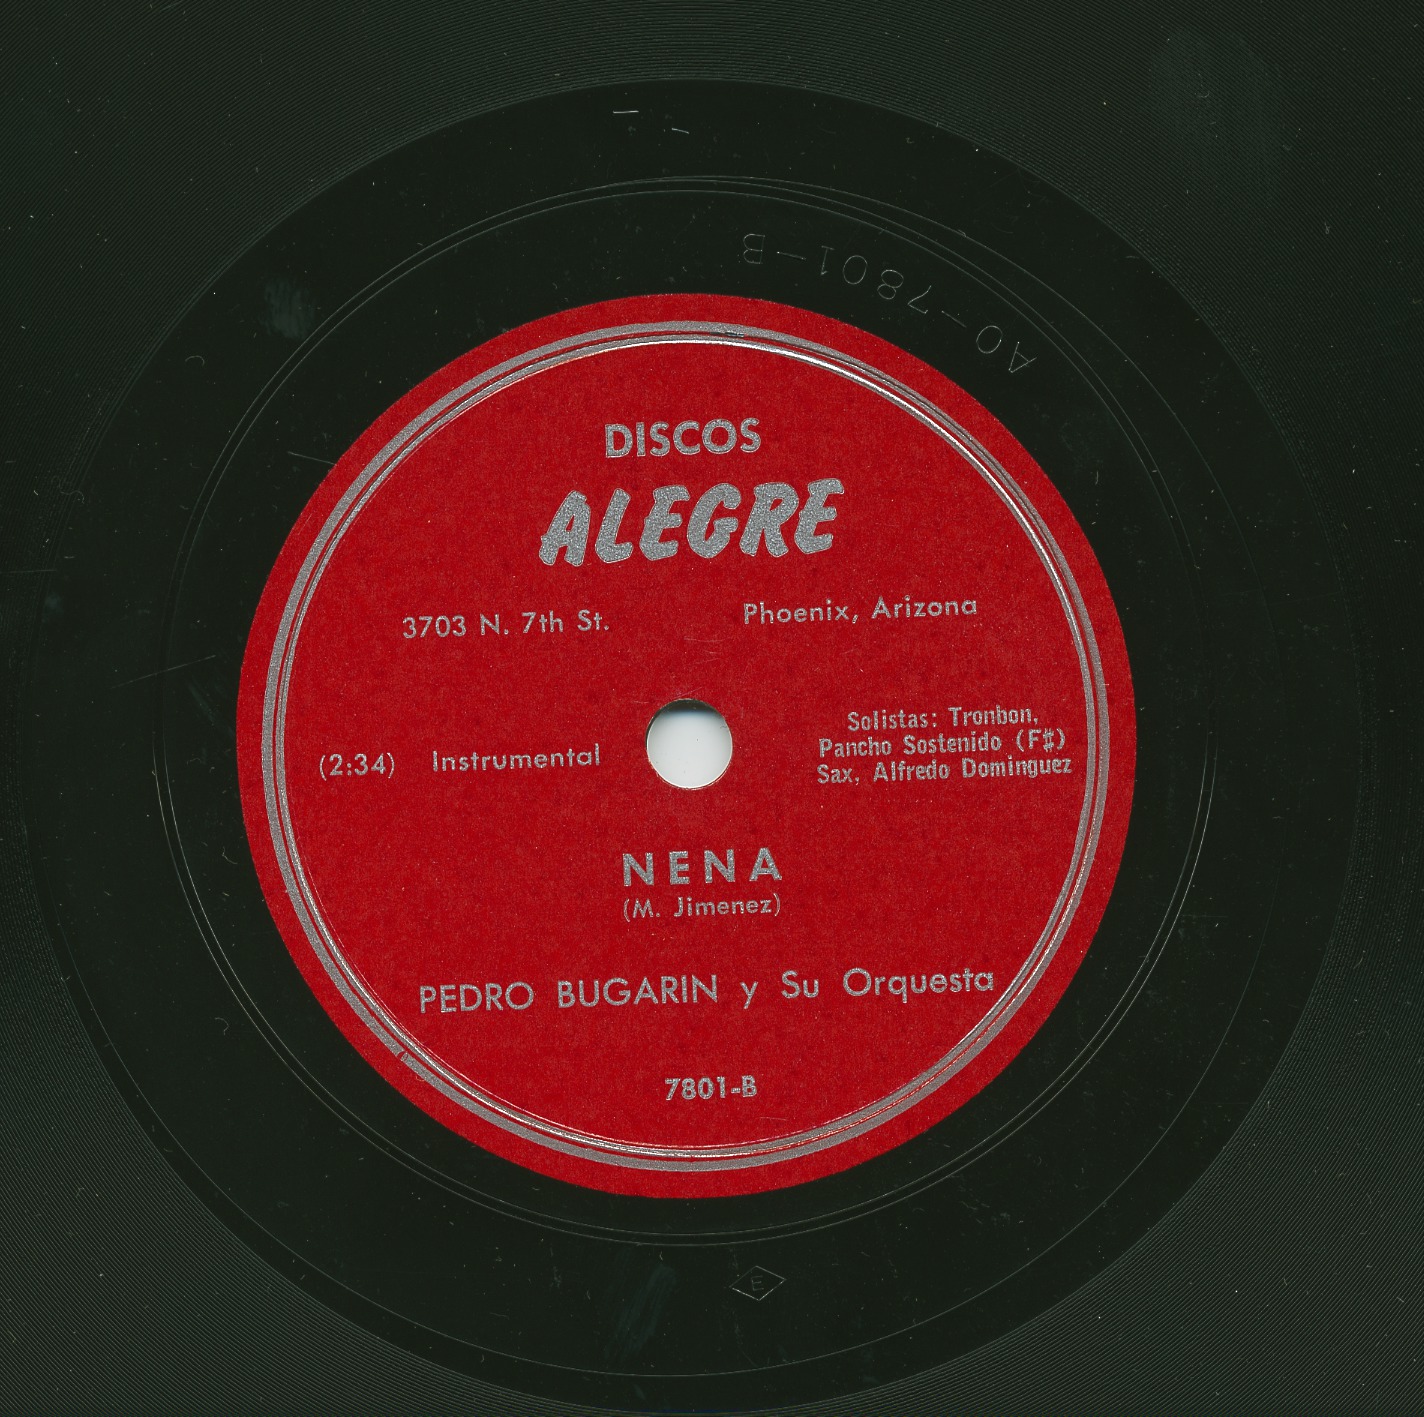 AO-7801-B
DISCOS
ALEGRE
3703 N. 7th St. Phoenix, Arizona
(2:34) Instrumental
Solistas: Tronbon,
Pancho Sostenido (F#)
Sax, Alfredo Dominguez
NENA
(M. Jimenez)
PEDRO BUGARIN y Su Orquesta
7801-B
E